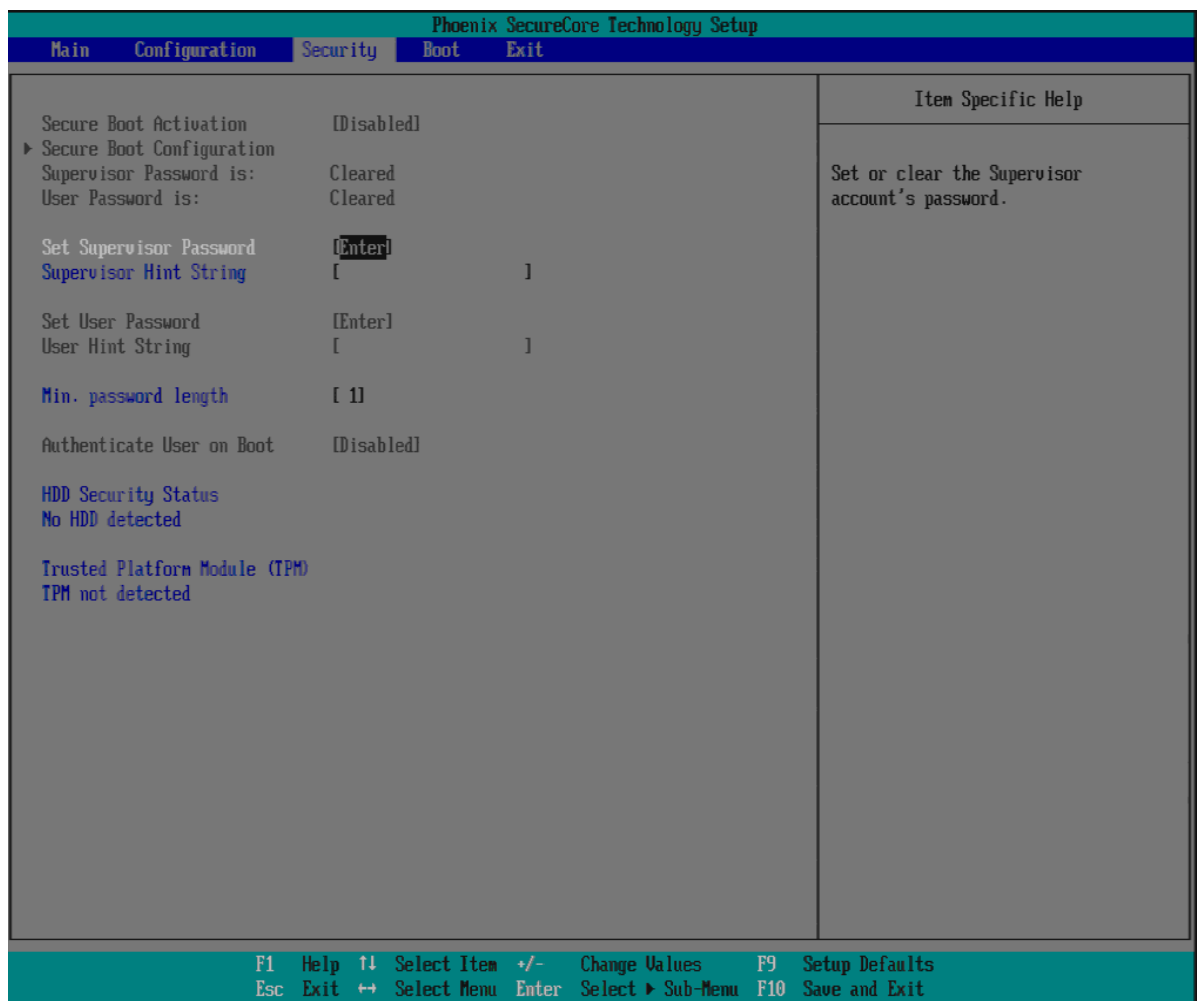 Phoenix SecureCore Technology Setup
Main Configuration Security Boot Exit
Item Specific Help
Secure Boot Activation [Disabled]
▶ Secure Boot Configuration
Supervisor Password is: Cleared
User Password is: Cleared
Set or clear the Supervisor
account's password.
Set Supervisor Password [Enter]
Supervisor Hint String [ ]
Set User Password [Enter]
User Hint String [ ]
Min. password length [ 1]
Authenticate User on Boot [Disabled]
HDD Security Status
No HDD detected
Trusted Platform Module (TPM)
TPM not detected
F1 Help ↑↓ Select Item +/- Change Values F9 Setup Defaults
Esc Exit ↔ Select Menu Enter Select ▶ Sub-Menu F10 Save and Exit